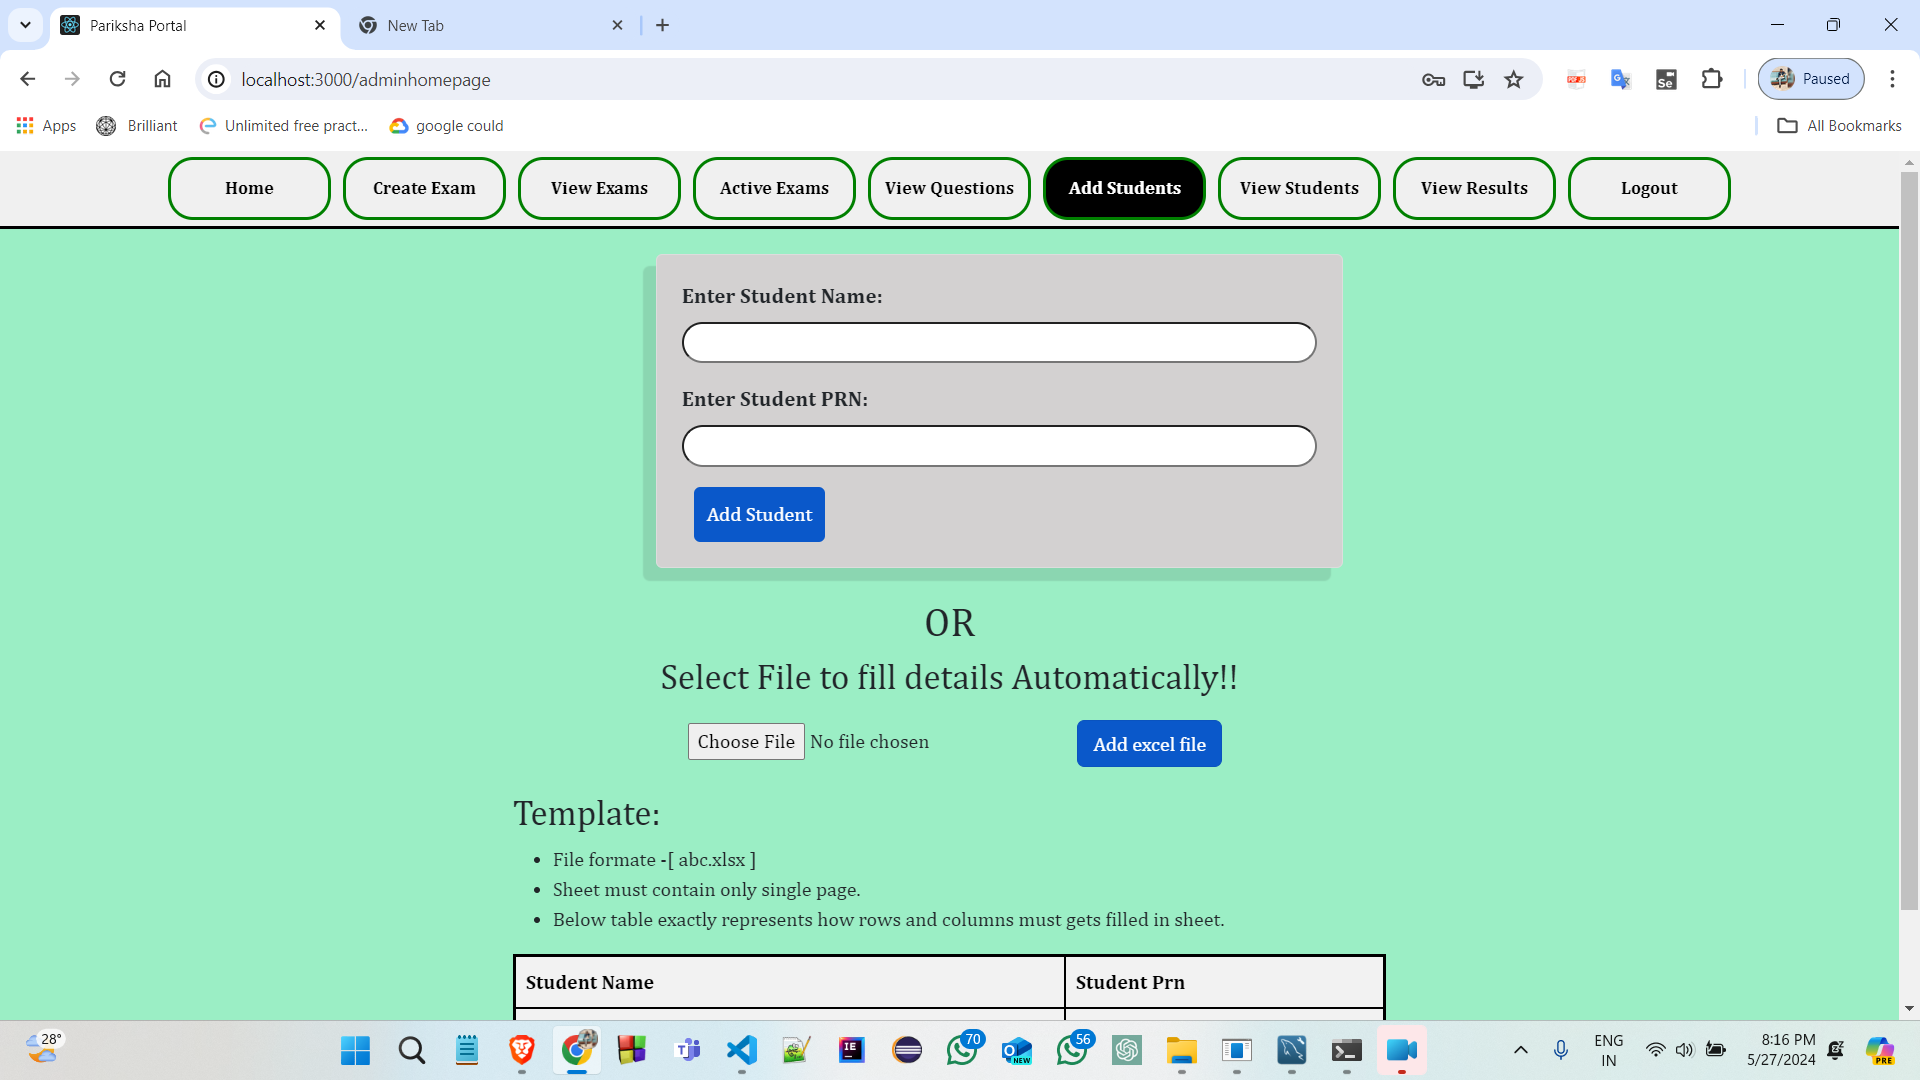 Pariksha Portal
New Tab
localhost:3000/adminhomepage
Paused
Apps
Brilliant
Unlimited free pract...
google could
All Bookmarks
Home
Create Exam
View Exams
Active Exams
View Questions
Add Students
View Students
View Results
Logout
Enter Student Name:
Enter Student PRN:
Add Student
OR
Select File to fill details Automatically!!
Choose File No file chosen
Add excel file
Template:
• File formate -[ abc.xlsx ]
• Sheet must contain only single page.
• Below table exactly represents how rows and columns must gets filled in sheet.
Student Name
Student Prn
28°
70
NEW
56
ENG
IN
8:16 PM
5/27/2024
PRE